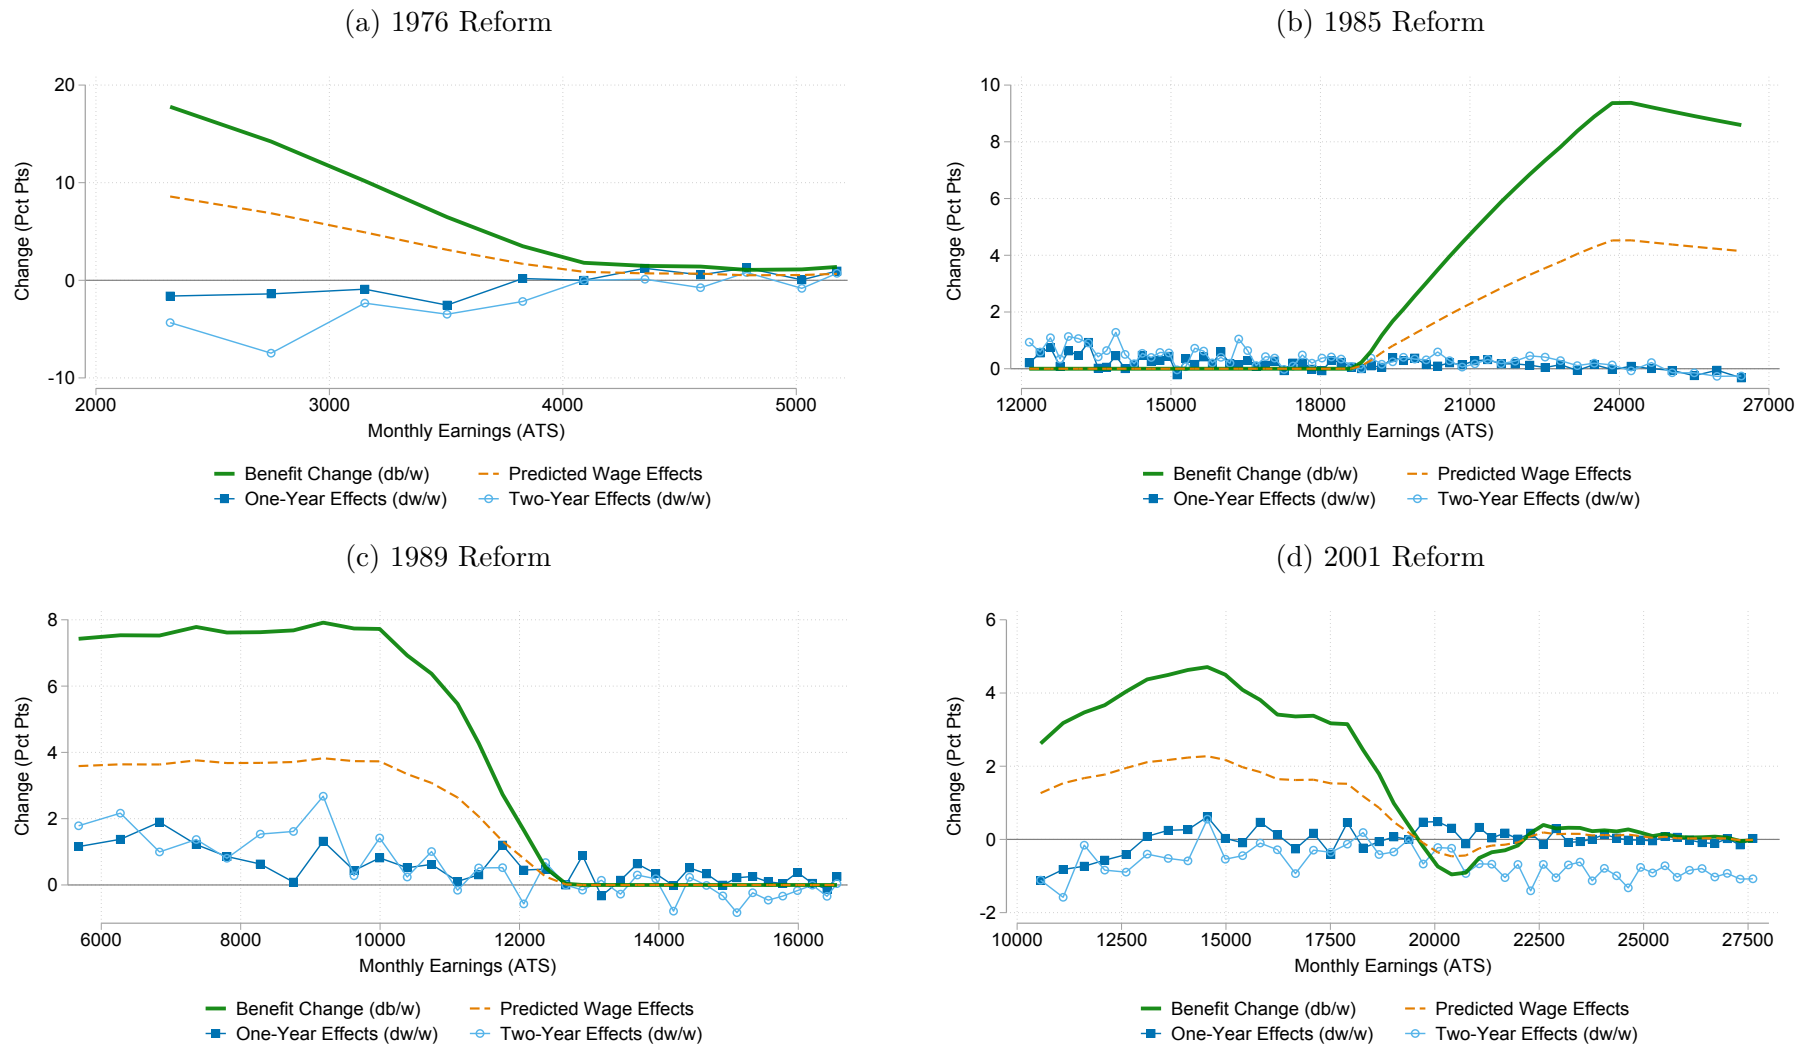 (a) 1976 Reform
20
10
0
-10
Change (Pct Pts)
2000 3000 4000 5000
Monthly Earnings (ATS)
Benefit Change (db/w) Predicted Wage Effects
One-Year Effects (dw/w) Two-Year Effects (dw/w)
(b) 1985 Reform
10
8
6
4
2
0
Change (Pct Pts)
12000 15000 18000 21000 24000 27000
Monthly Earnings (ATS)
Benefit Change (db/w) Predicted Wage Effects
One-Year Effects (dw/w) Two-Year Effects (dw/w)
(c) 1989 Reform
8
6
4
2
0
Change (Pct Pts)
6000 8000 10000 12000 14000 16000
Monthly Earnings (ATS)
Benefit Change (db/w) Predicted Wage Effects
One-Year Effects (dw/w) Two-Year Effects (dw/w)
(d) 2001 Reform
6
4
2
0
-2
Change (Pct Pts)
10000 12500 15000 17500 20000 22500 25000 27500
Monthly Earnings (ATS)
Benefit Change (db/w) Predicted Wage Effects
One-Year Effects (dw/w) Two-Year Effects (dw/w)